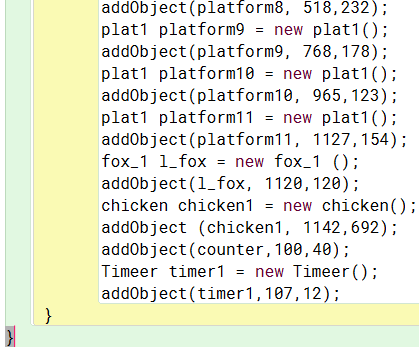 addObject(platform8, 518,232);
plat1 platform9 = new plat1();
addObject(platform9, 768,178);
plat1 platform10 = new plat1();
addObject(platform10, 965,123);
plat1 platform11 = new plat1();
addObject(platform11, 1127,154);
fox_1 l_fox = new fox_1 ();
addObject(l_fox, 1120,120);
chicken chicken1 = new chicken();
addObject (chicken1, 1142,692);
addObject(counter,100,40);
Timeer timer1 = new Timeer();
addObject(timer1,107,12);
}
}